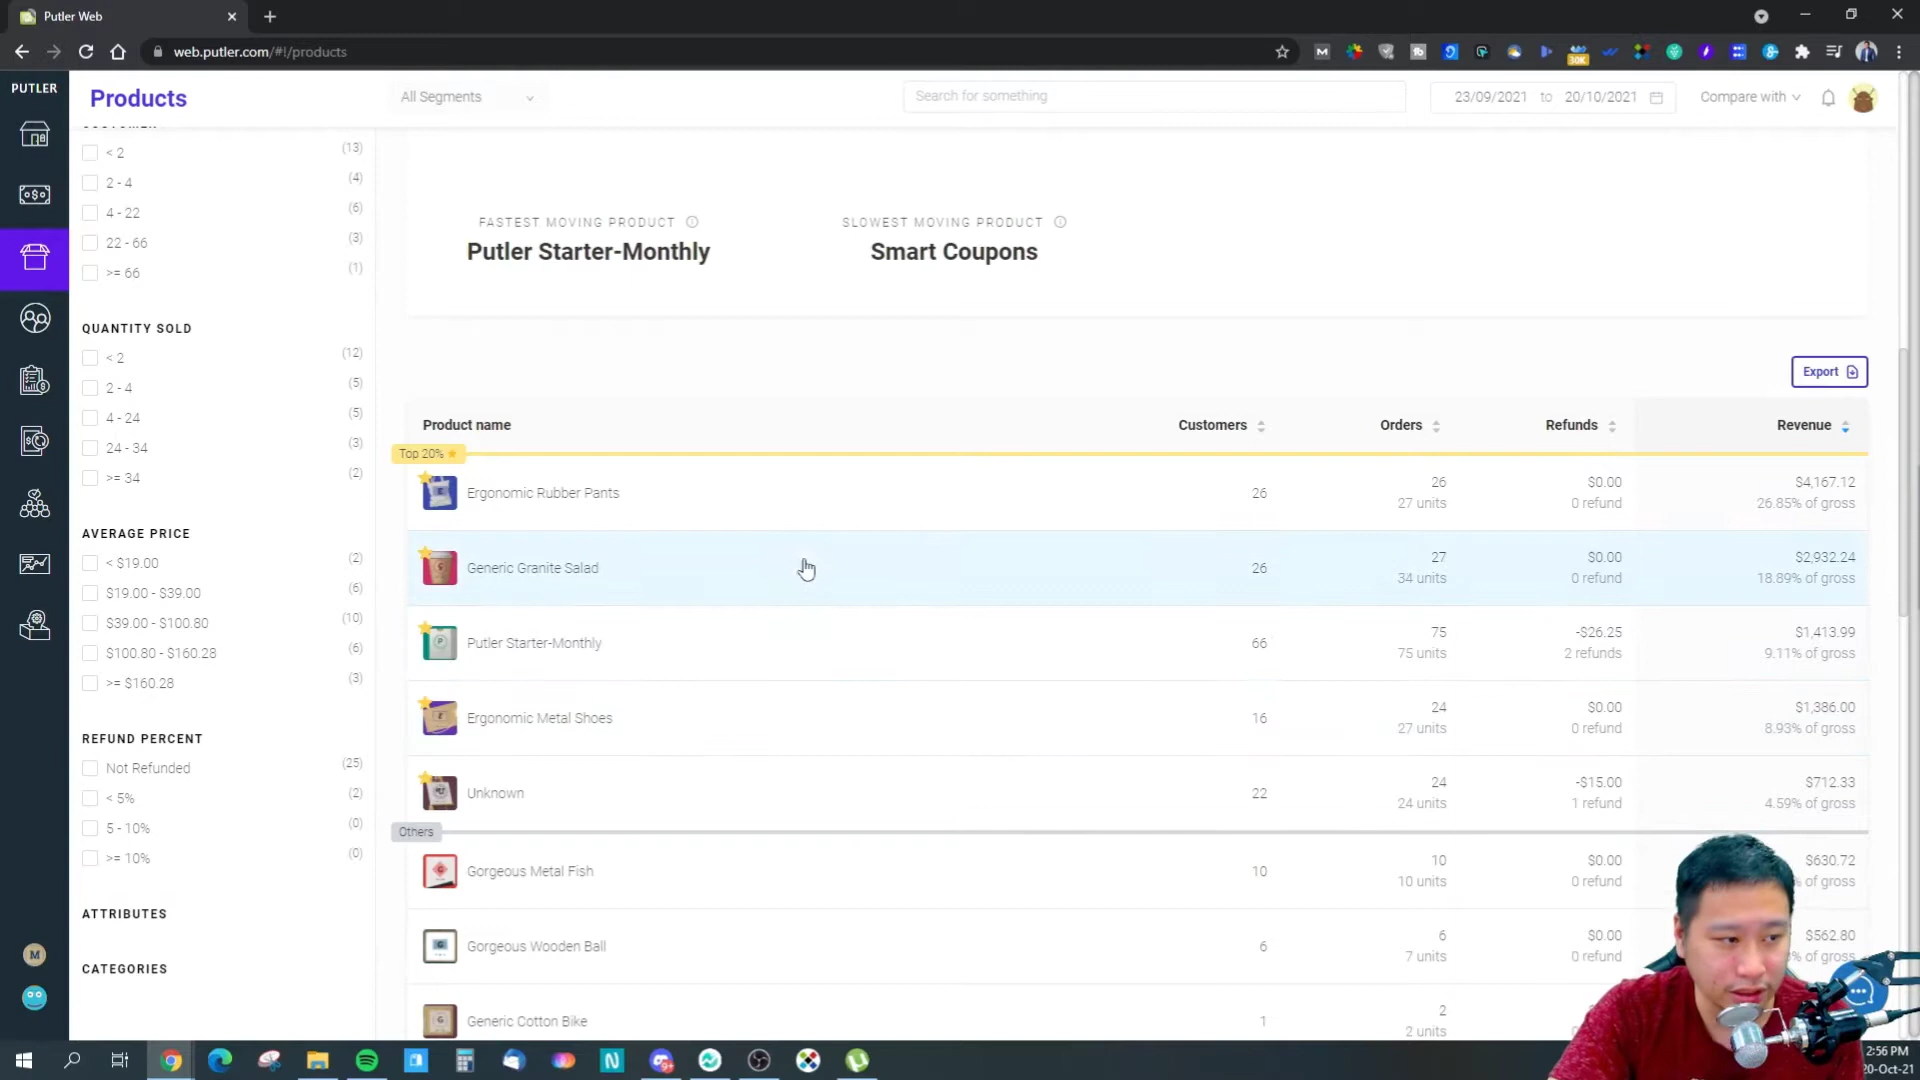 Putler Web
web.putler.com/#!/products
30K
PUTLER
Products
All Segments
Search for something
23/09/2021 to 20/10/2021
Compare with
CUSTOMER
< 2 (13)
2 - 4 (4)
4 - 22 (6)
22 - 66 (3)
>= 66 (1)
QUANTITY SOLD
< 2 (12)
2 - 4 (5)
4 - 24 (5)
24 - 34 (3)
>= 34 (2)
AVERAGE PRICE
< $19.00 (2)
$19.00 - $39.00 (6)
$39.00 - $100.80 (10)
$100.80 - $160.28 (6)
>= $160.28 (3)
REFUND PERCENT
Not Refunded (25)
< 5% (2)
5 - 10% (0)
>= 10% (0)
ATTRIBUTES
CATEGORIES
M
FASTEST MOVING PRODUCT
Putler Starter-Monthly
SLOWEST MOVING PRODUCT
Smart Coupons
Export
Product name Customers Orders Refunds Revenue
Top 20%
Ergonomic Rubber Pants 26 26 $0.00 $4,167.12
27 units 0 refund 26.85% of gross
Generic Granite Salad 26 27 $0.00 $2,932.24
34 units 0 refund 18.89% of gross
Putler Starter-Monthly 66 75 -$26.25 $1,413.99
75 units 2 refunds 9.11% of gross
Ergonomic Metal Shoes 16 24 $0.00 $1,386.00
27 units 0 refund 8.93% of gross
Unknown 22 24 -$15.00 $712.33
24 units 1 refund 4.59% of gross
Others
Gorgeous Metal Fish 10 10 $0.00 $630.72
10 units 0 refund % of gross
Gorgeous Wooden Ball 6 6 $0.00 $562.80
7 units 0 refund % of gross
Generic Cotton Bike 1 2
2 units
2:56 PM
20-Oct-21